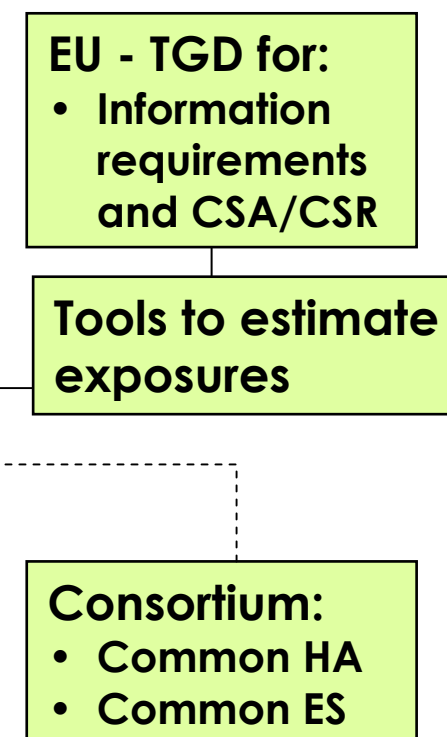 EU - TGD for:
• Information
requirements
and CSA/CSR
Tools to estimate
exposures
Consortium:
• Common HA
• Common ES